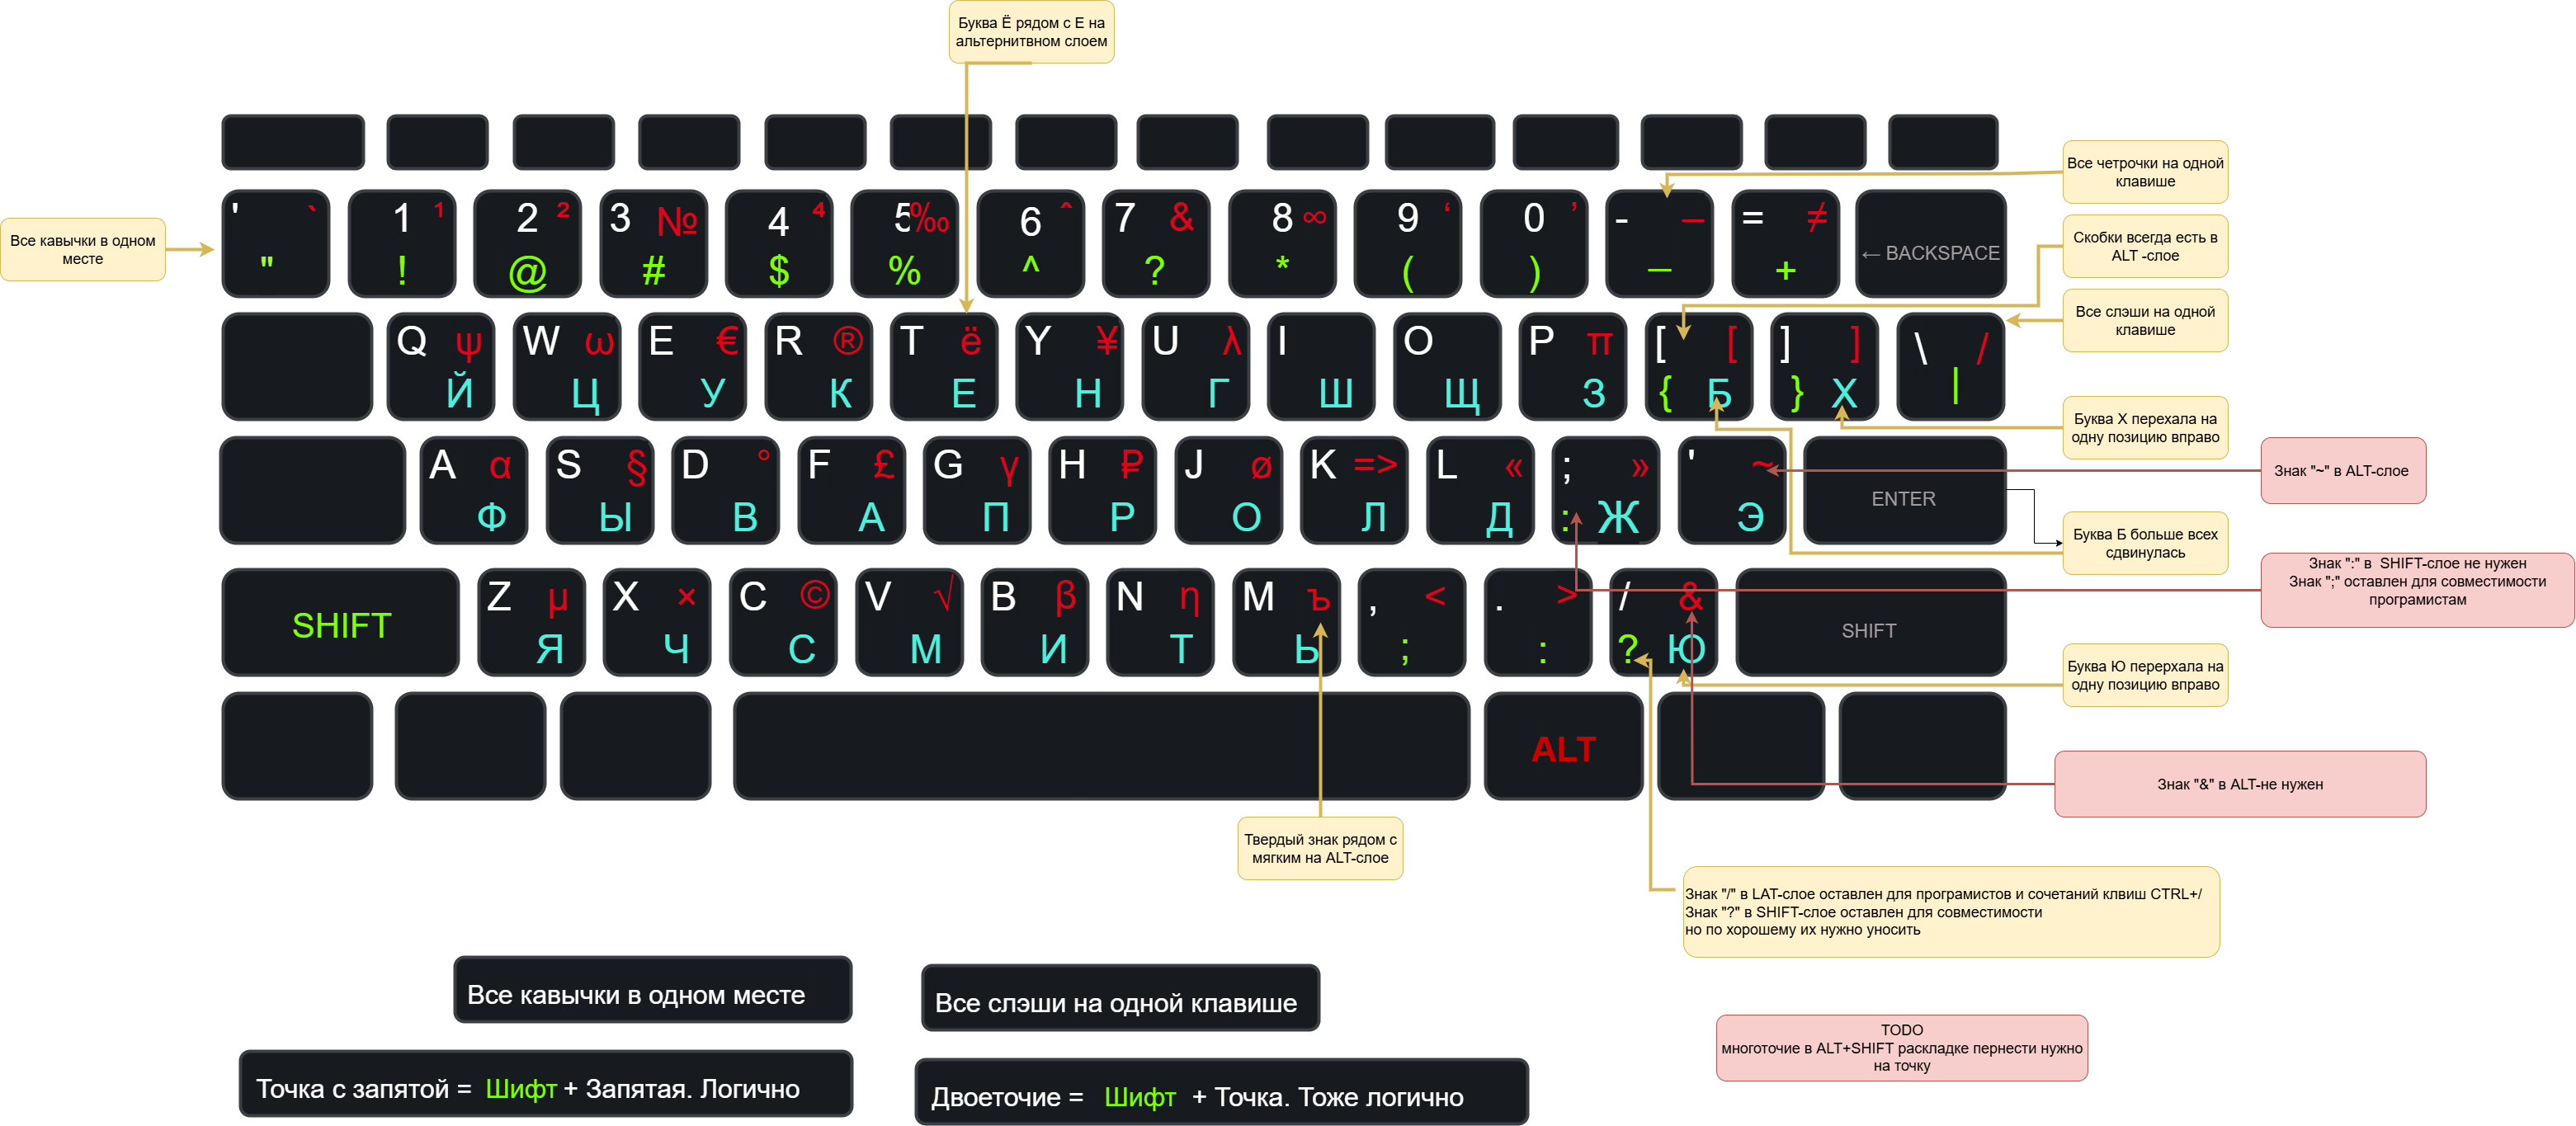 Буква Ё рядом с Е на
альтернитвном слоем
Все четрочки на одной
клавише
Все кавычки в одном
месте
' ` "
1 ¹ !
2 ² @
3 № #
4 ⁴ $
5 ‰ %
6 ˆ ^
7 & ?
8 ∞ *
9 ‘ (
0 ’ )
- – _
= ≠ +
← BACKSPACE
Скобки всегда есть в
ALT -слое
Все слэши на одной
клавише
Q ψ Й
W ω Ц
E € У
R ® К
T ё Е
Y ¥ Н
U λ Г
I Ш
O Щ
P π З
[ [ { Б
] ] } Х
\ / |
Буква Х перехала на
одну позицию вправо
A α Ф
S § Ы
D ° В
F £ А
G γ П
H ₽ Р
J ø О
K => Л
L « Д
; » : Ж
' ~ Э
ENTER
Знак "~" в ALT-слое
Буква Б больше всех
сдвинулась
Знак ":" в SHIFT-слое не нужен
Знак ";" оставлен для совместимости
програмистам
SHIFT
Z μ Я
X × Ч
C © С
V √ М
B β И
N η Т
M ъ Ь
, < ;
. > :
/ & ? Ю
SHIFT
Буква Ю перерхала на
одну позицию вправо
ALT
Знак "&" в ALT-не нужен
Твердый знак рядом с
мягким на ALT-слое
Знак "/" в LAT-слое оставлен для програмистов и сочетаний клвиш CTRL+/
Знак "?" в SHIFT-слое оставлен для совместимости
но по хорошему их нужно уносить
Все кавычки в одном месте
Все слэши на одной клавише
TODO
многоточие в ALT+SHIFT раскладке пернести нужно
на точку
Точка с запятой = Шифт + Запятая. Логично
Двоеточие = Шифт + Точка. Тоже логично